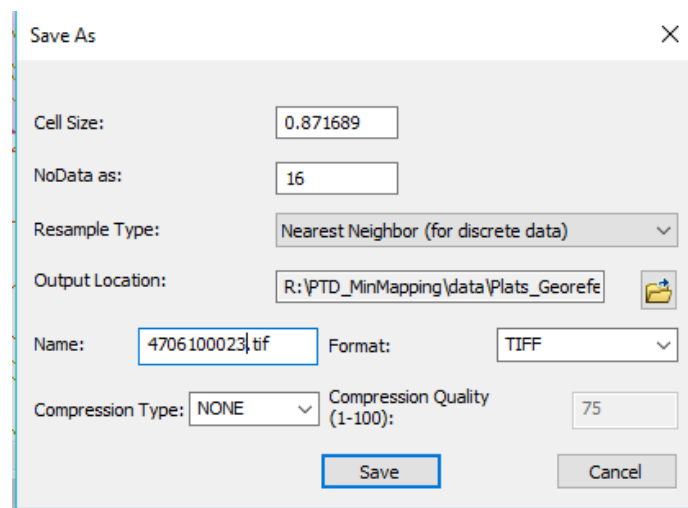 Save As
Cell Size: 0.871689
NoData as: 16
Resample Type: Nearest Neighbor (for discrete data)
Output Location: R:\PTD_MinMapping\data\Plats_Georefe
Name: 4706100023.tif Format: TIFF
Compression Type: NONE Compression Quality (1-100): 75
Save Cancel